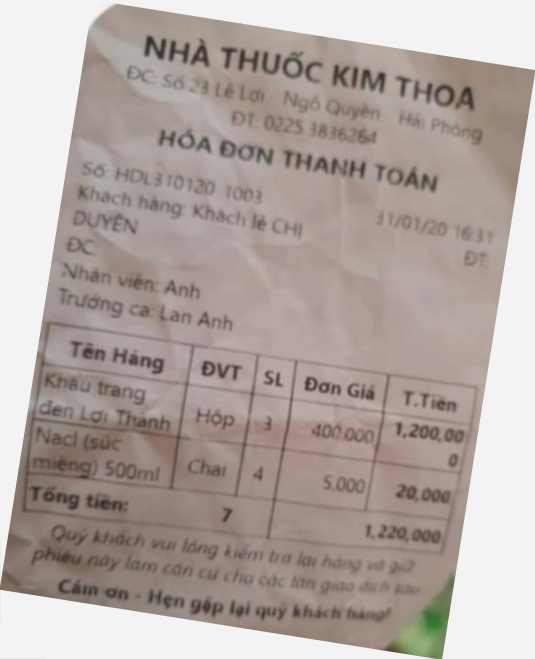 NHÀ THUỐC KIM THOA
ĐC: Số 23 Lê Lợi Ngô Quyền Hải Phòng
ĐT: 0225 3836264
HÓA ĐƠN THANH TOÁN
Số: HDL310120 1003 31/01/20 16:31
Khách hàng: Khách lẻ CHỊ ĐT:
DUYÊN
ĐC:
Nhân viên: Anh
Trưởng ca: Lan Anh
Tên Hàng ĐVT SL Đơn Giá T.Tiền
Khẩu trang
đen Lợi Thành Hộp 3 400.000 1,200,00
0
Nacl (súc
miệng) 500ml Chai 4 5.000 20,000
Tổng tiền: 7 1,220,000
Quý khách vui lòng kiểm tra lại hàng và giữ
phiếu này làm căn cứ cho các lần giao dịch sau
Cám ơn - Hẹn gặp lại quý khách hàng!